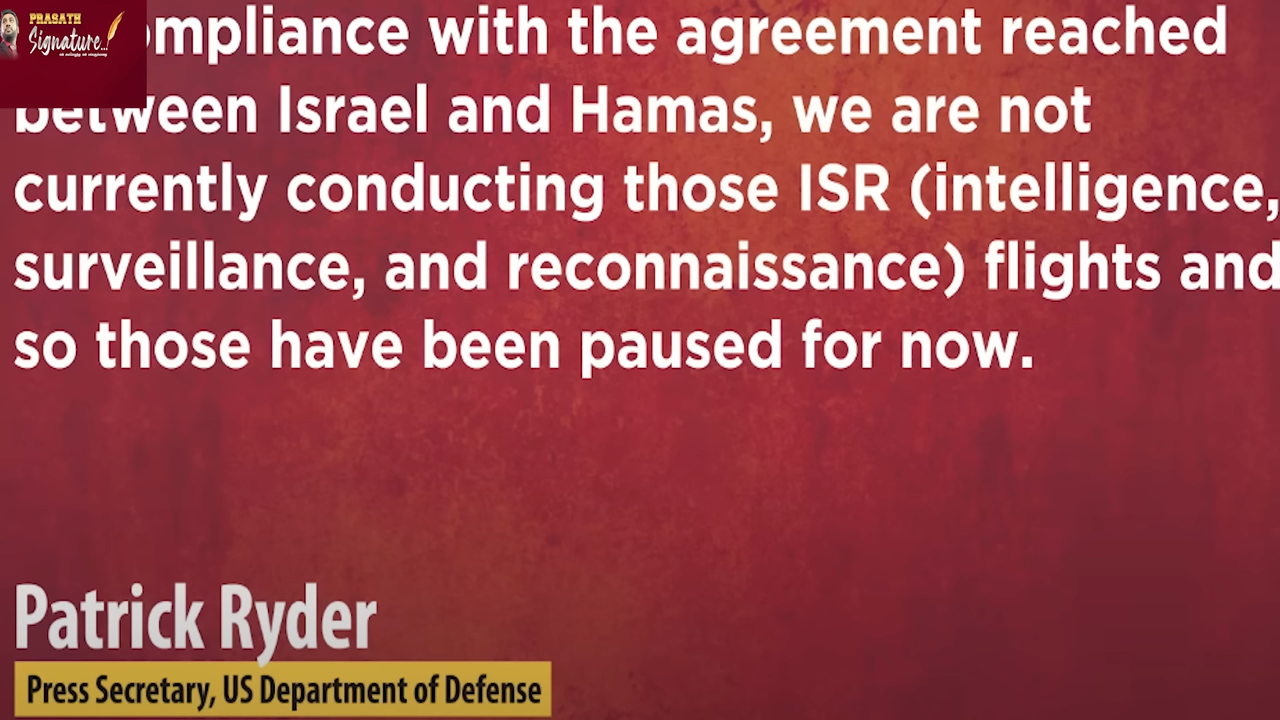 PRASATH
Signature...!
ompliance with the agreement reached
between Israel and Hamas, we are not
currently conducting those ISR (intelligence,
surveillance, and reconnaissance) flights and
so those have been paused for now.
Patrick Ryder
Press Secretary, US Department of Defense